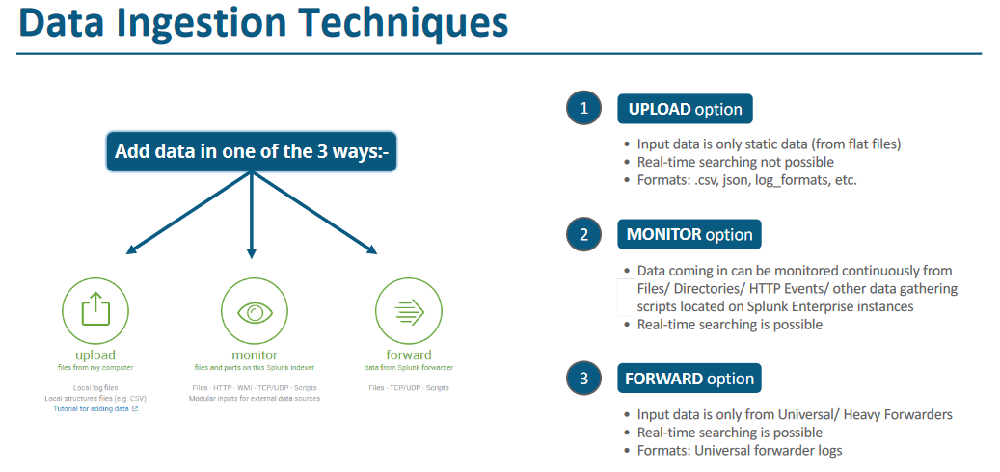 Data Ingestion Techniques
Add data in one of the 3 ways:-
upload
files from my computer
Local log files
Local structured files (e.g. CSV)
Tutorial for adding data
monitor
files and ports on this Splunk indexer
Files - HTTP - WMI - TCP/UDP - Scripts
Modular inputs for external data sources
forward
data from Splunk forwarder
Files - TCP/UDP - Scripts
1 UPLOAD option
• Input data is only static data (from flat files)
• Real-time searching not possible
• Formats: .csv, json, log_formats, etc.
2 MONITOR option
• Data coming in can be monitored continuously from
Files/ Directories/ HTTP Events/ other data gathering
scripts located on Splunk Enterprise instances
• Real-time searching is possible
3 FORWARD option
• Input data is only from Universal/ Heavy Forwarders
• Real-time searching is possible
• Formats: Universal forwarder logs